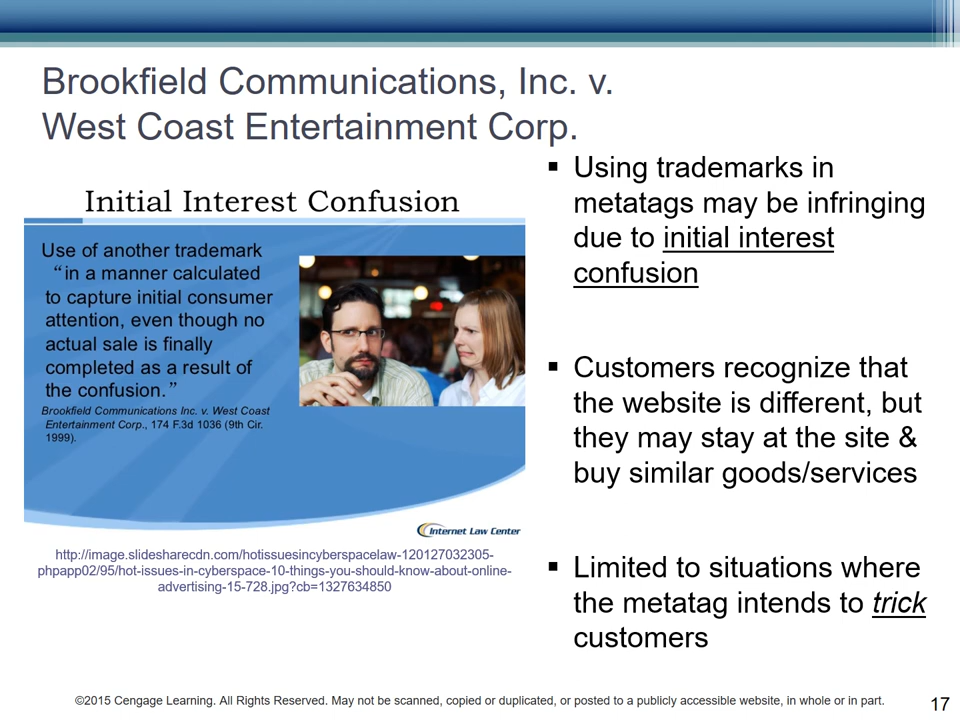 Brookfield Communications, Inc. v.
West Coast Entertainment Corp.
Initial Interest Confusion
Use of another trademark
“in a manner calculated
to capture initial consumer
attention, even though no
actual sale is finally
completed as a result of
the confusion.”
Brookfield Communications Inc. v. West Coast
Entertainment Corp., 174 F.3d 1036 (9th Cir.
1999).
Internet Law Center
http://image.slidesharecdn.com/hotissuesincyberspacelaw-120127032305-
phpapp02/95/hot-issues-in-cyberspace-10-things-you-should-know-about-online-
advertising-15-728.jpg?cb=1327634850
▪ Using trademarks in
metatags may be infringing
due to initial interest
confusion
▪ Customers recognize that
the website is different, but
they may stay at the site &
buy similar goods/services
▪ Limited to situations where
the metatag intends to trick
customers
©2015 Cengage Learning. All Rights Reserved. May not be scanned, copied or duplicated, or posted to a publicly accessible website, in whole or in part.
17